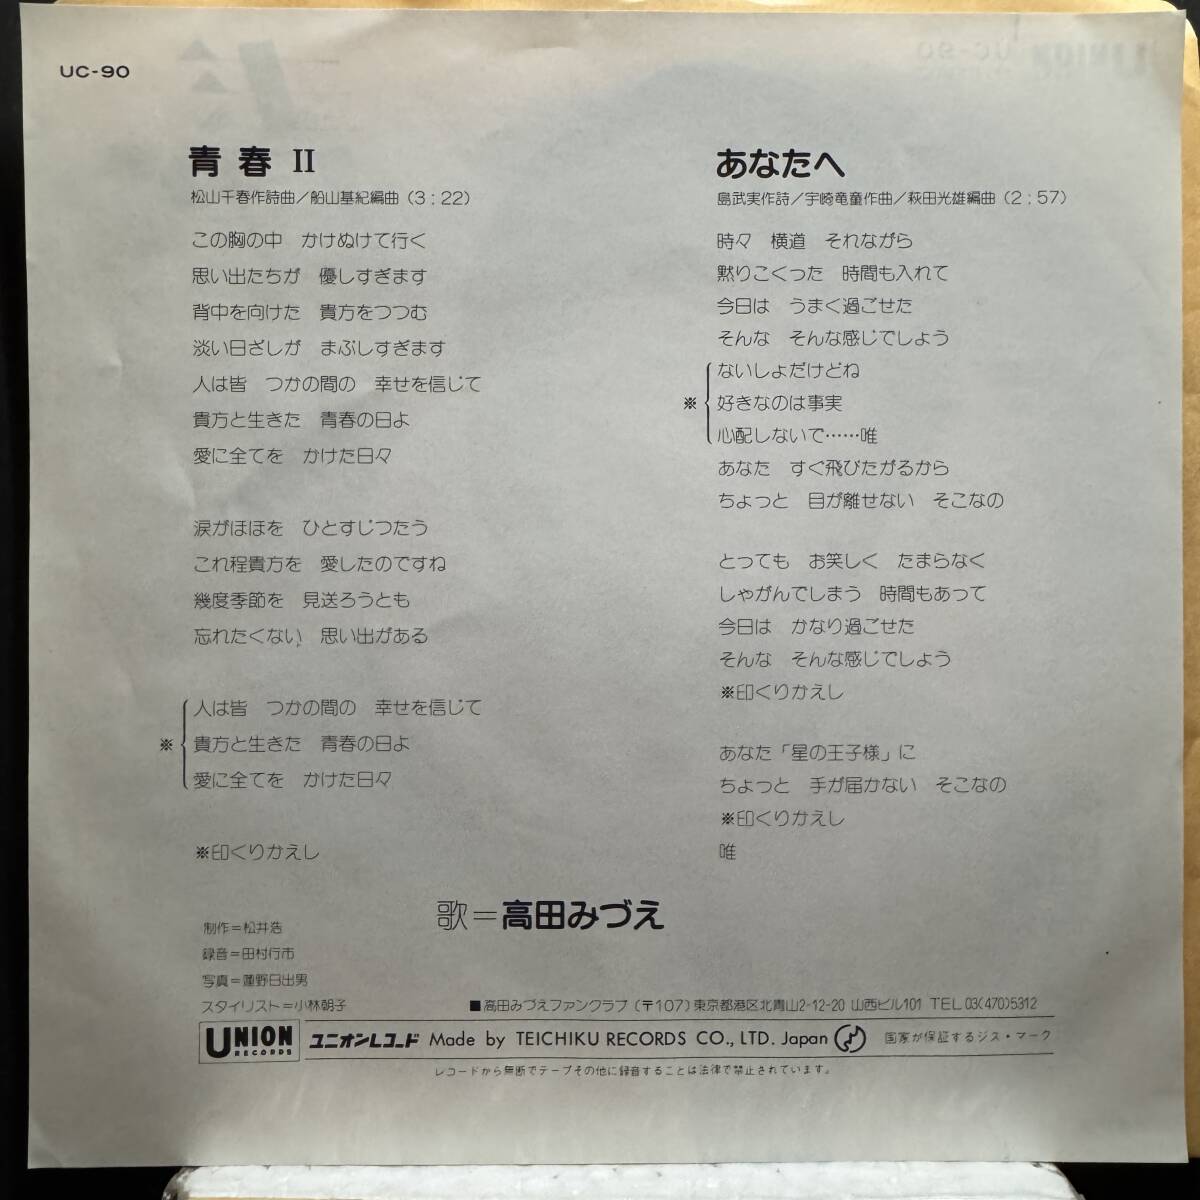 UC-90
青春 II
松山千春作詩曲／船山基紀編曲（3：22）
この胸の中　かけぬけて行く
思い出たちが　優しすぎます
背中を向けた　貴方をつつむ
淡い日ざしが　まぶしすぎます
人は皆　つかの間の　幸せを信じて
貴方と生きた　青春の日よ
愛に全てを　かけた日々
涙がほほを　ひとすじつたう
これ程貴方を　愛したのですね
幾度季節を　見送ろうとも
忘れたくない　思い出がある
人は皆　つかの間の　幸せを信じて
※ 貴方と生きた　青春の日よ
愛に全てを　かけた日々
※印くりかえし
あなたへ
島武実作詩／宇崎竜童作曲／萩田光雄編曲（2：57）
時々　横道　それながら
黙りこくった　時間も入れて
今日は　うまく過ごせた
そんな　そんな感じでしょう
ないしょだけどね
※ 好きなのは事実
心配しないで……唯
あなた　すぐ飛びたがるから
ちょっと　目が離せない　そこなの
とっても　お笑しく　たまらなく
しゃがんでしまう　時間もあって
今日は　かなり過ごせた
そんな　そんな感じでしょう
※印くりかえし
あなた「星の王子様」に
ちょっと　手が届かない　そこなの
※印くりかえし
唯
歌＝高田みづえ
制作＝松井浩
録音＝田村行市
写真＝蓮野日出男
スタイリスト＝小林朝子
■高田みづえファンクラブ（〒107）東京都港区北青山2-12-20 山西ビル101 TEL 03(470)5312
UNION RECORDS ユニオンレコード Made by TEICHIKU RECORDS CO., LTD. Japan 国家が保証するジス・マーク
レコードから無断でテープその他に録音することは法律で禁止されています。